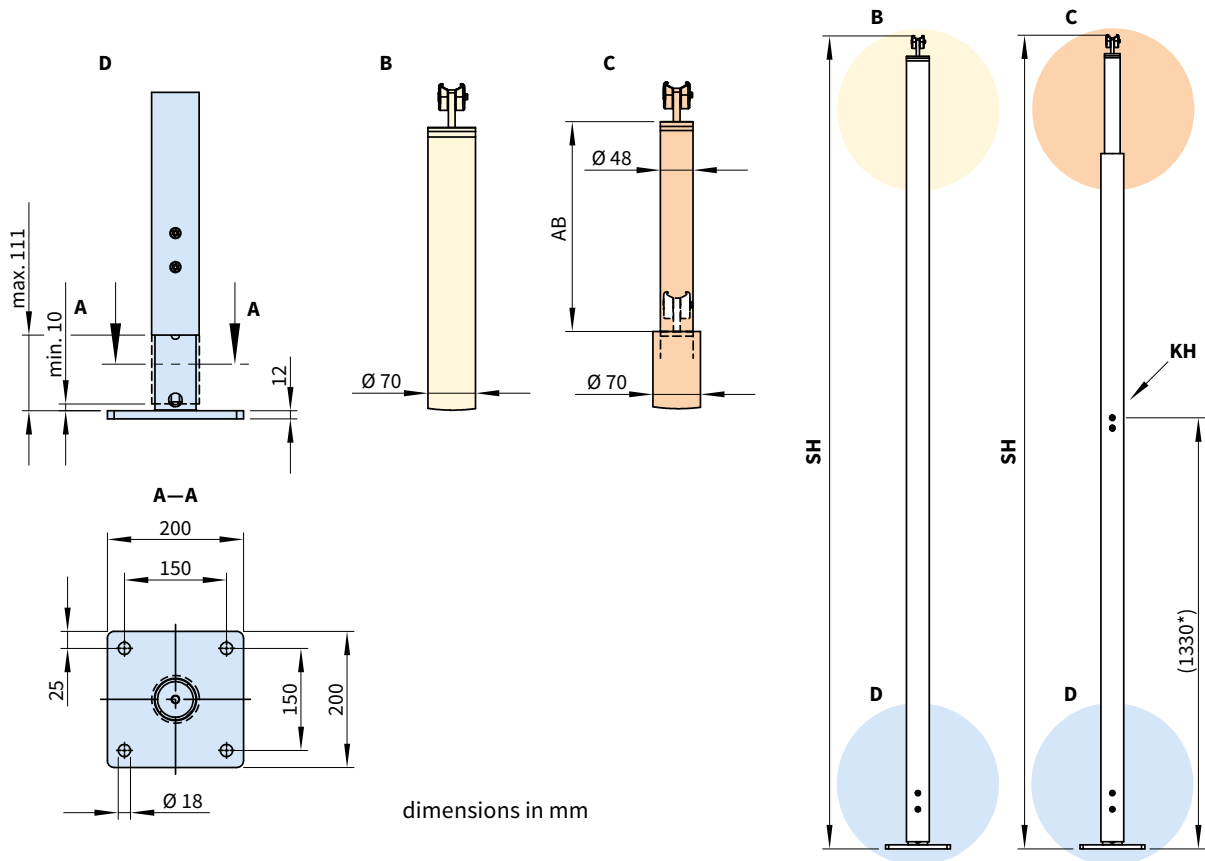 D
max. 111
min. 10
A
A
12
B
Ø 70
C
Ø 48
AB
Ø 70
A—A
200
150
25
150
200
Ø 18
dimensions in mm
B
SH
D
C
SH
KH
(1330*)
D